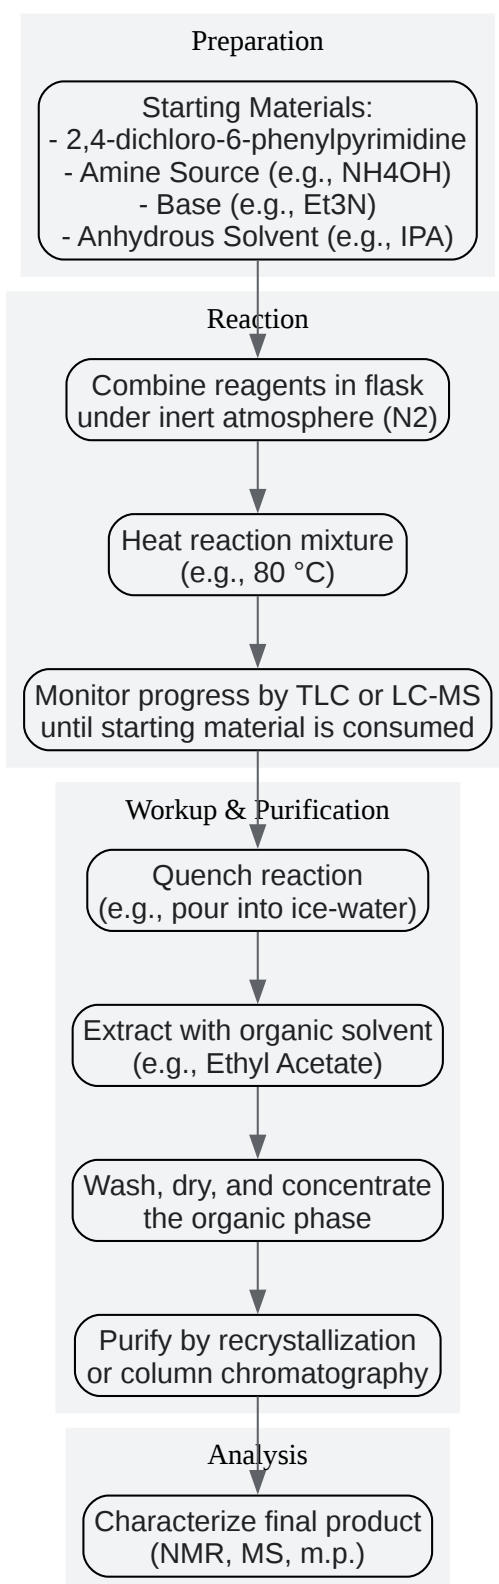 Preparation
Starting Materials:
- 2,4-dichloro-6-phenylpyrimidine
- Amine Source (e.g., NH4OH)
- Base (e.g., Et3N)
- Anhydrous Solvent (e.g., IPA)
Reaction
Combine reagents in flask
under inert atmosphere (N2)
Heat reaction mixture
(e.g., 80 °C)
Monitor progress by TLC or LC-MS
until starting material is consumed
Workup & Purification
Quench reaction
(e.g., pour into ice-water)
Extract with organic solvent
(e.g., Ethyl Acetate)
Wash, dry, and concentrate
the organic phase
Purify by recrystallization
or column chromatography
Analysis
Characterize final product
(NMR, MS, m.p.)